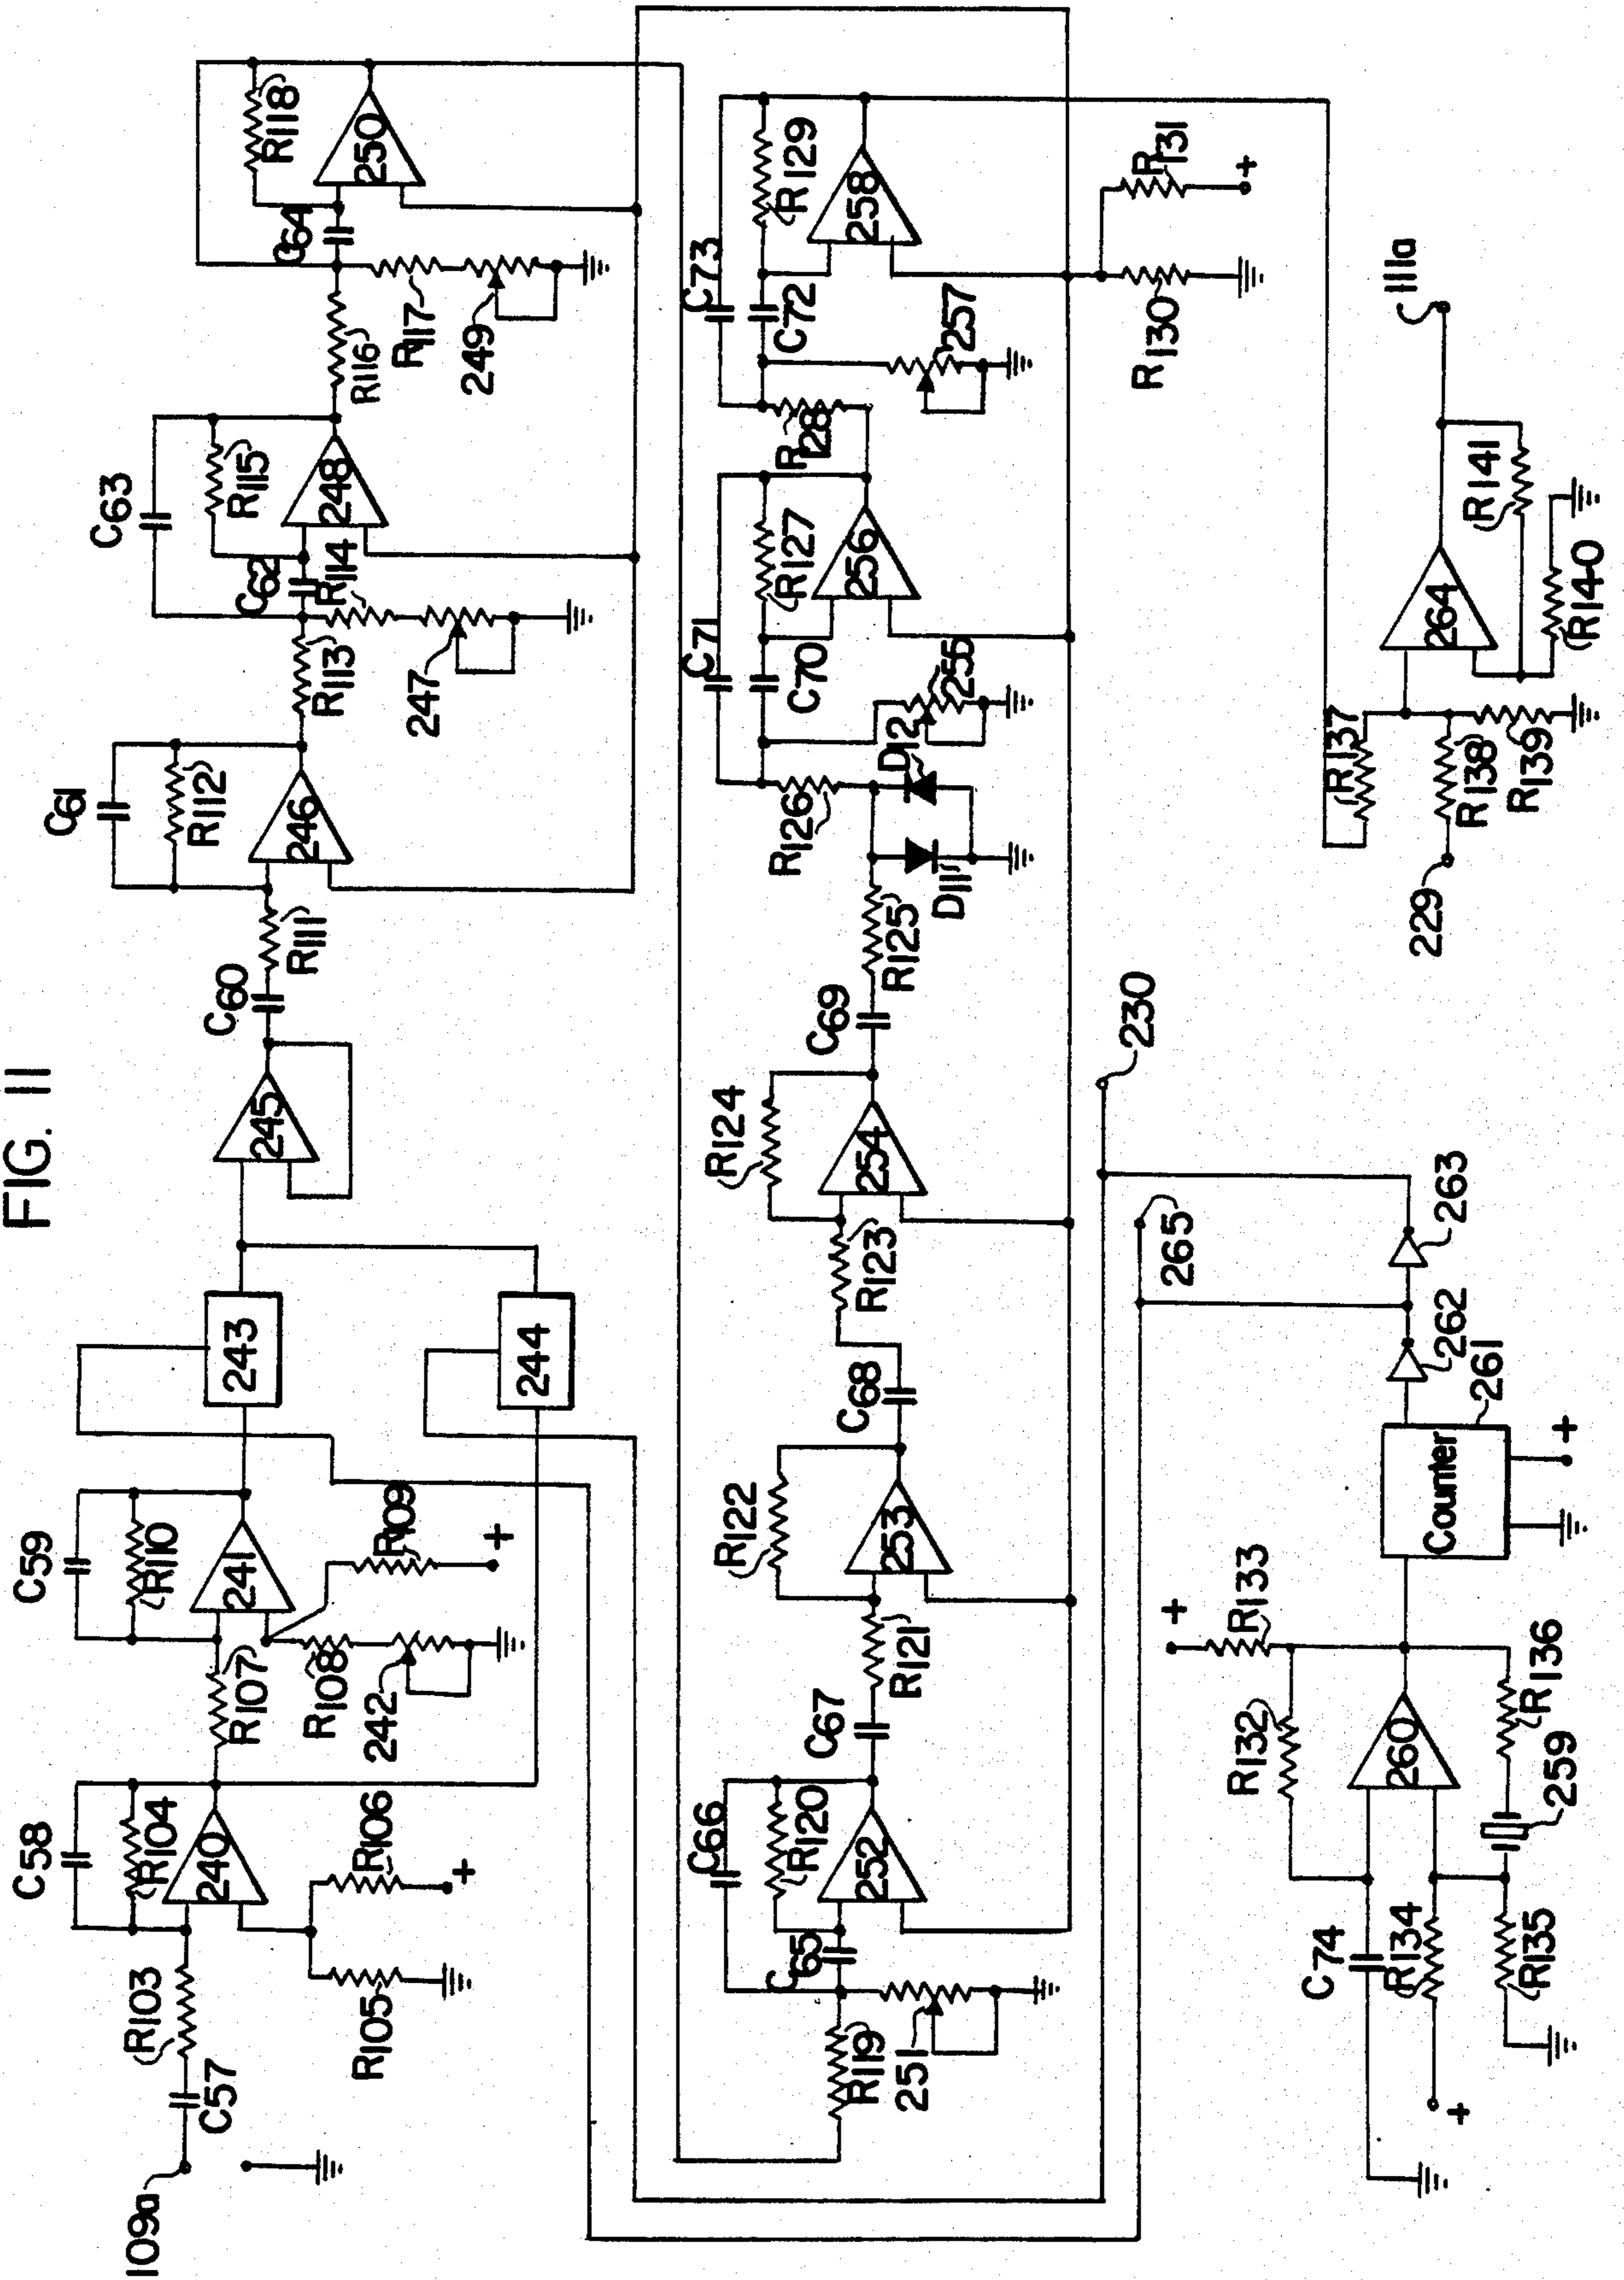 FIG. 11
109a
C57
R103
C58
R104
240
R105
R106
+
R107
C59
R110
241
R109
+
R108
242
243
244
245
C60
R111
C61
R112
246
R113
C63
R115
C62
248
R114
247
R116
R118
C64
250
R117
249
R119
251
C66
C65
R120
252
C67
R121
R122
253
C68
R123
R124
254
C69
R125
D11
D12
R126
C71
C70
R127
256
255
R128
C73
C72
R129
258
257
R130
R131
+
230
265
C74
+
R134
R135
R132
+
R133
260
259
R136
Counter
261
+
262
263
229
R137
R138
R139
264
R141
R140
111a